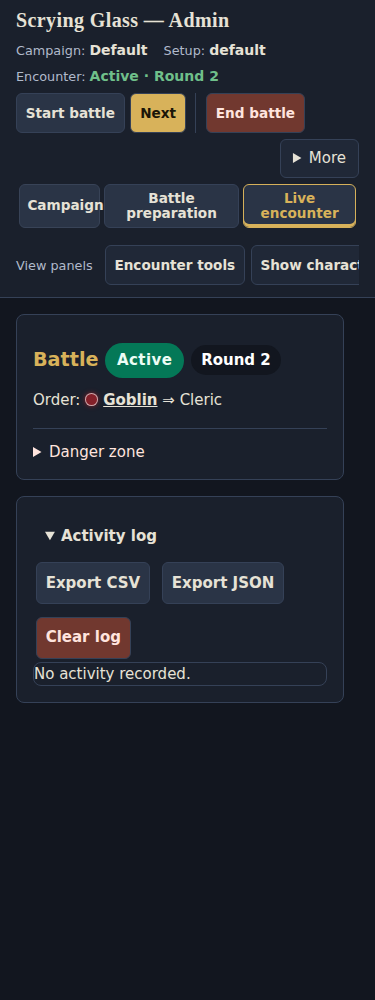 Scrying Glass — Admin
Campaign: Default Setup: default
Encounter: Active · Round 2
Start battle Next End battle
More
Campaign Battle preparation Live encounter
View panels Encounter tools Show charact
Battle Active Round 2
Order: Goblin ⇒ Cleric
Danger zone
Activity log
Export CSV Export JSON
Clear log
No activity recorded.